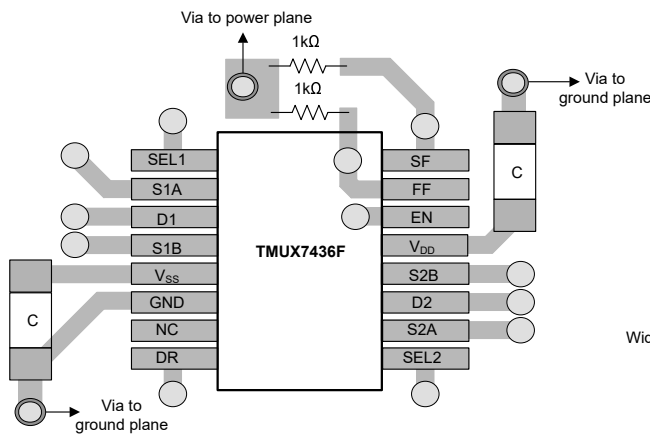 Via to power plane
1kΩ
1kΩ
Via to
ground plane
SEL1
S1A
D1
S1B
VSS
GND
NC
DR
TMUX7436F
SF
FF
EN
VDD
S2B
D2
S2A
SEL2
C
C
Via to
ground plane